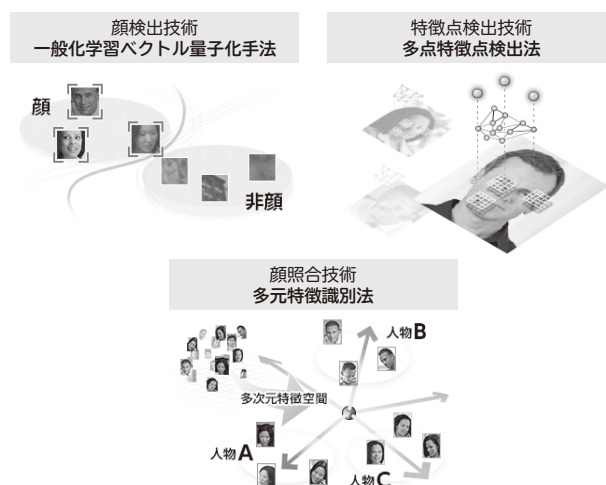 顔検出技術
一般化学習ベクトル量子化手法
顔
非顔
特徴点検出技術
多点特徴点検出法
顔照合技術
多元特徴識別法
人物B
多次元特徴空間
人物A
人物C